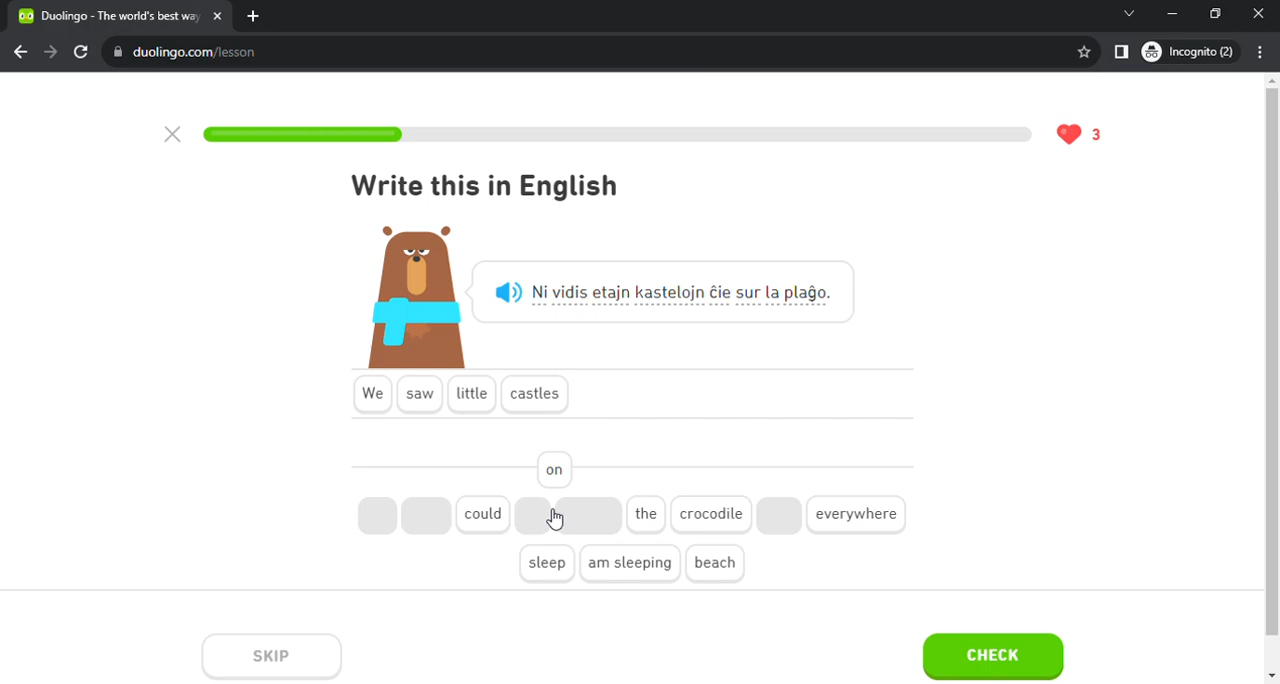 Duolingo - The world's best way
duolingo.com/lesson
Incognito (2)
3
Write this in English
Ni vidis etajn kastelojn ĉie sur la plaĝo.
We saw little castles
on
could the crocodile everywhere
sleep am sleeping beach
SKIP
CHECK